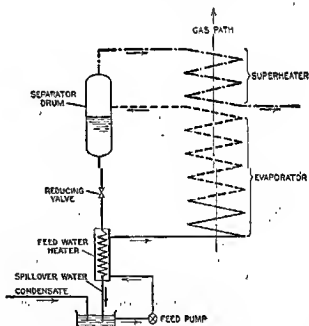 GAS PATH
SUPERHEATER
SEPARATOR
DRUM
EVAPORATOR
REDUCING
VALVE
FEED WATER
HEATER
SPILLOVER WATER
CONDENSATE
FEED PUMP